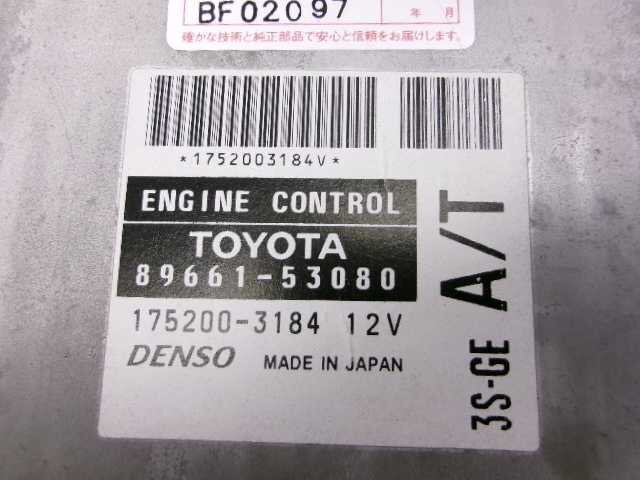 BF02097
年 月
確かな技術と純正部品で安心と信頼をお届けします。
*1752003184V*
ENGINE CONTROL
TOYOTA
89661-53080
175200-3184 12V
DENSO MADE IN JAPAN
3S-GE A/T